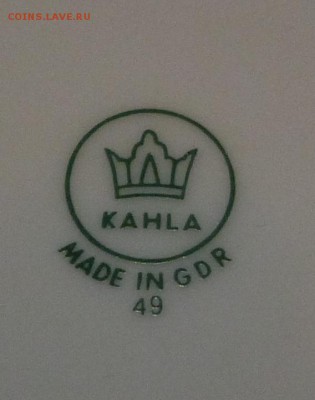 COINS.LAVE.RU
KAHLA
MADE IN GDR
49